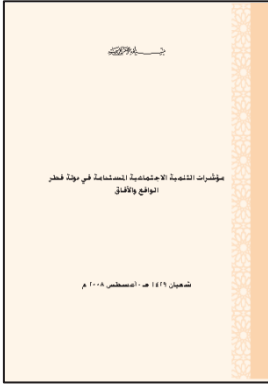 بسم الله الرحمن الرحيم
مؤشرات التنمية الاجتماعية المستدامة في دولة قطر
الواقع والآفاق
شعبان ١٤٢٩ هـ - أغسطس ٢٠٠٨ م